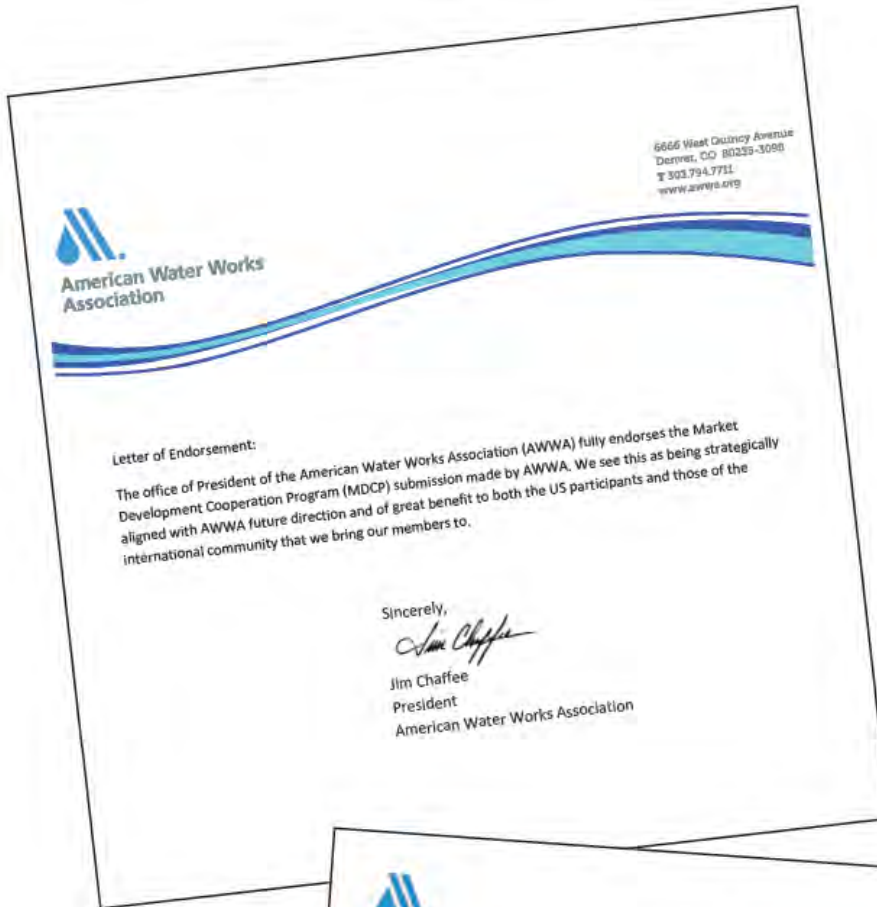 6666 West Quincy Avenue
Denver, CO 80235-3098
T 303.794.7711
www.awwa.org
American Water Works
Association
Letter of Endorsement:
The office of President of the American Water Works Association (AWWA) fully endorses the Market
Development Cooperation Program (MDCP) submission made by AWWA. We see this as being strategically
aligned with AWWA future direction and of great benefit to both the US participants and those of the
international community that we bring our members to.
Sincerely,
Jim Chaffee
Jim Chaffee
President
American Water Works Association